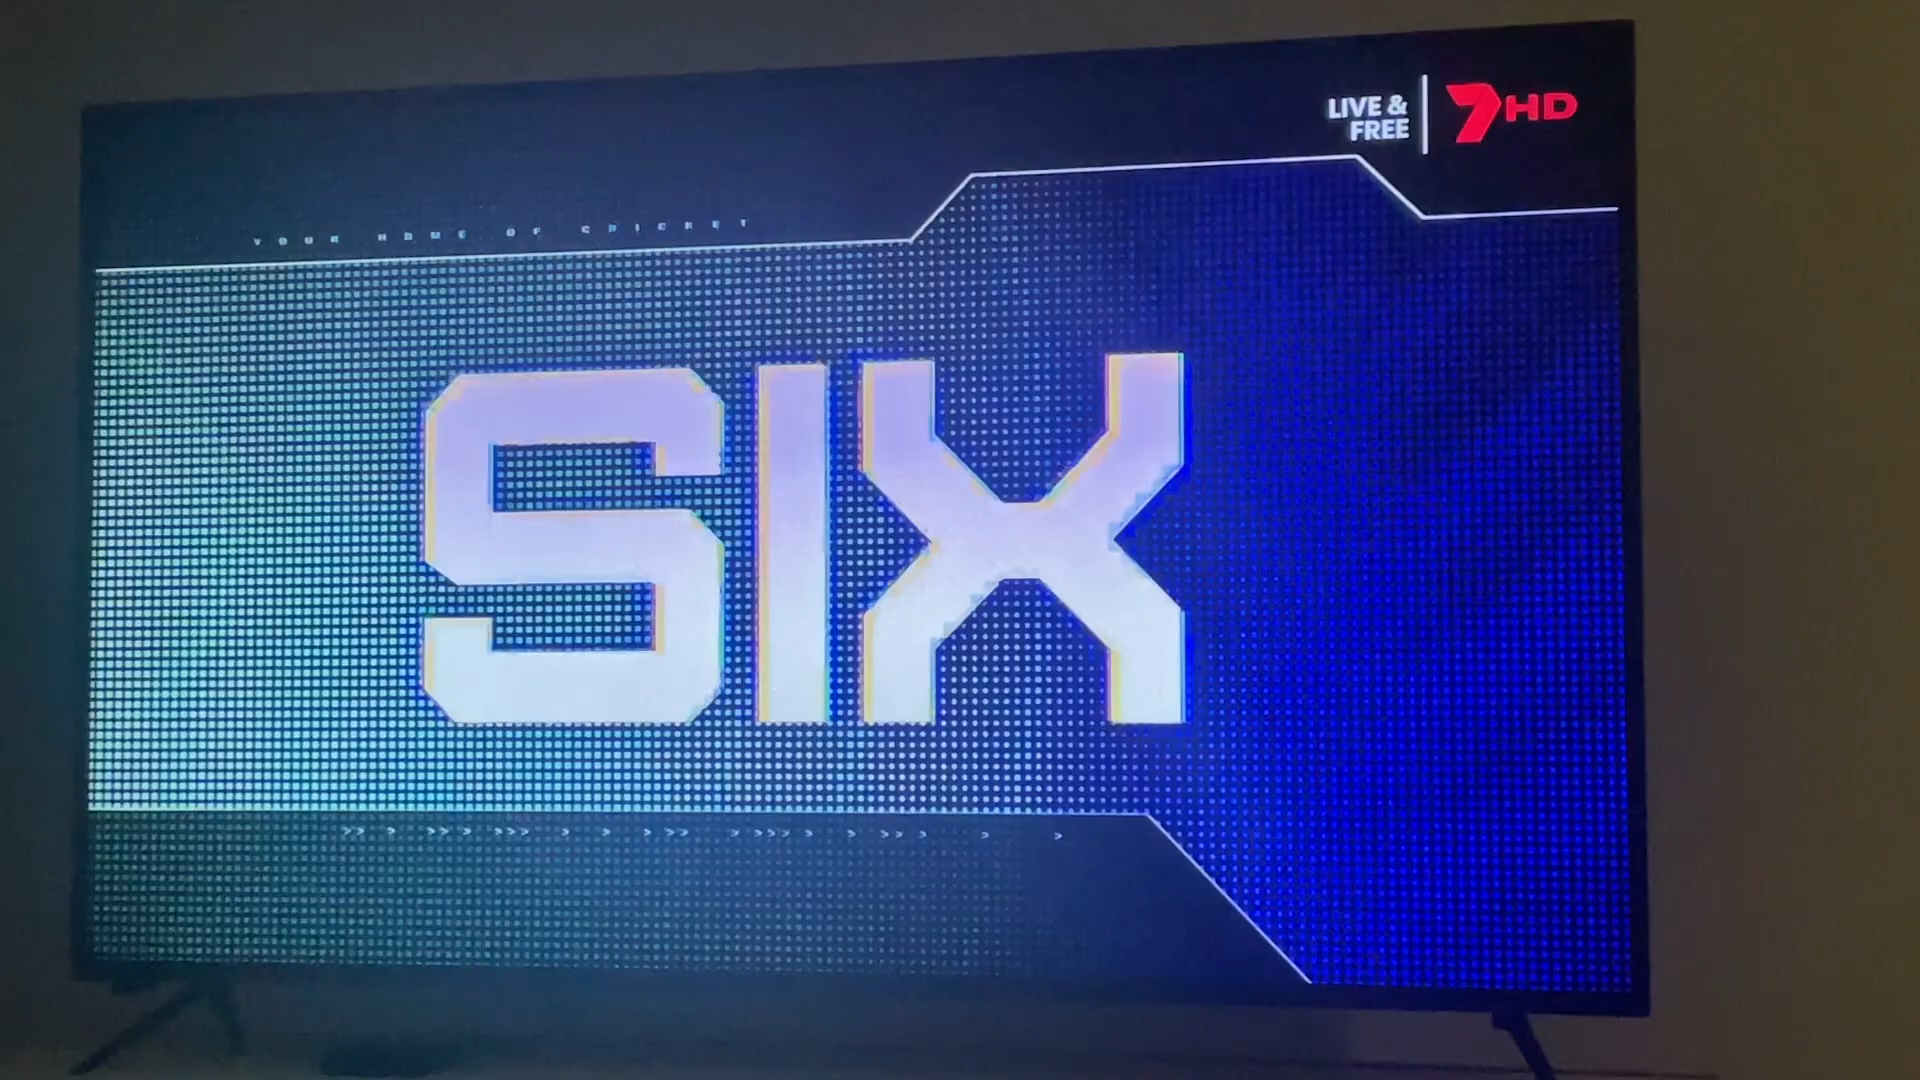 LIVE &
FREE
7HD
YOUR HOME OF CRICKET
SIX
>> > >> > >>> > > > >> > >>> > > >> > > >